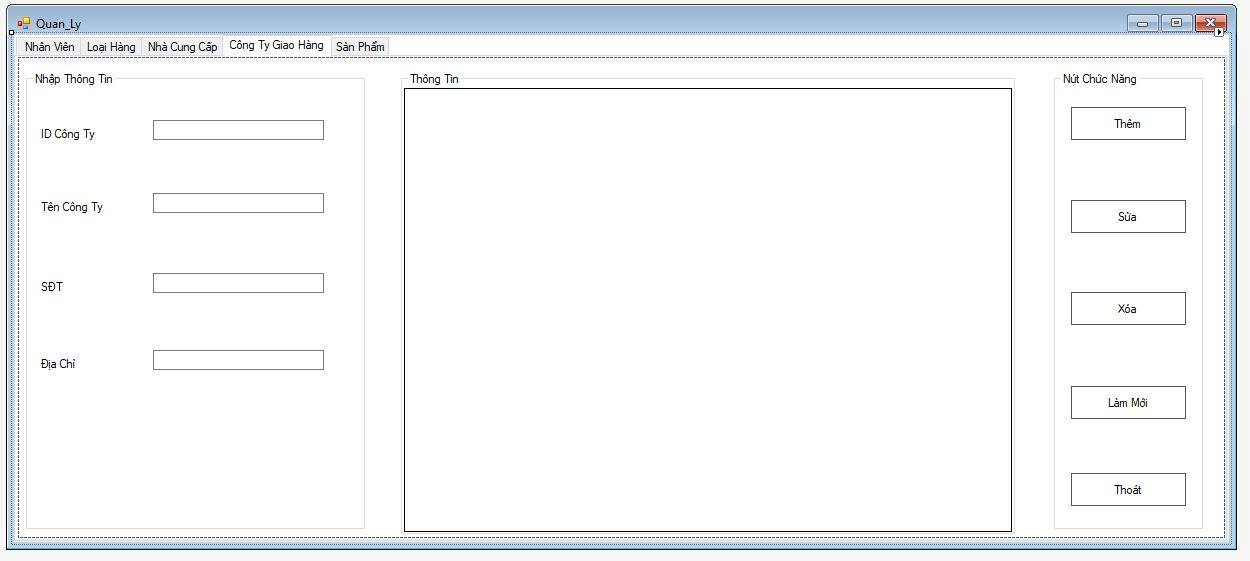 Quan_Ly
Nhân Viên Loại Hàng Nhà Cung Cấp Công Ty Giao Hàng Sản Phẩm
Nhập Thông Tin
ID Công Ty
Tên Công Ty
SĐT
Địa Chỉ
Thông Tin
Nút Chức Năng
Thêm
Sửa
Xóa
Làm Mới
Thoát